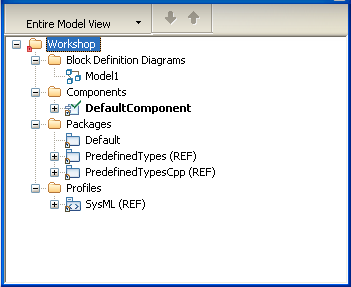 Entire Model View
Workshop
Block Definition Diagrams
Model1
Components
DefaultComponent
Packages
Default
PredefinedTypes (REF)
PredefinedTypesCpp (REF)
Profiles
SysML (REF)